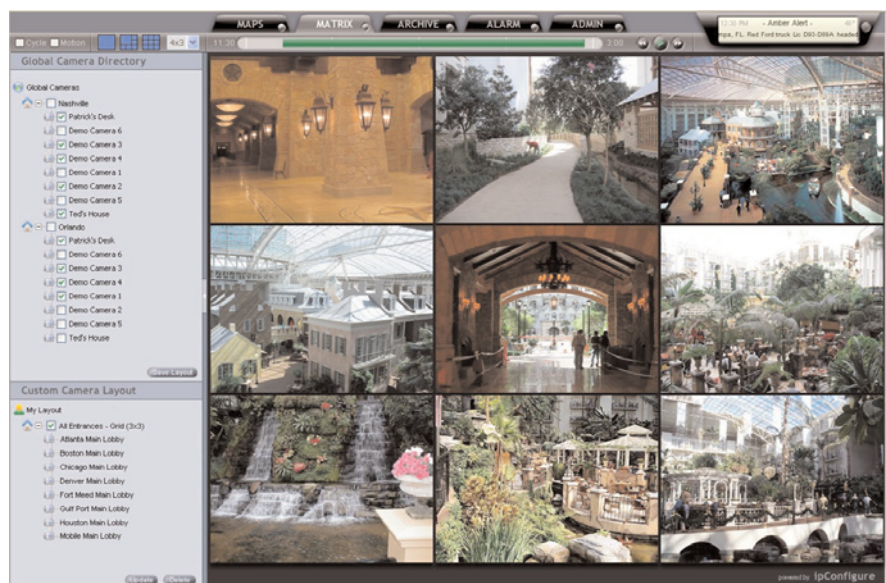 MAPS
MATRIX
ARCHIVE
ALARM
ADMIN
12:30 PM - Amber Alert -
mpa, FL. Red Ford truck Lic D83-D08A headed
Cycle Motion 4x3 11:30 3:00
Global Camera Directory
Global Cameras
Nashville
Patrick's Desk
Demo Camera 6
Demo Camera 3
Demo Camera 4
Demo Camera 1
Demo Camera 2
Demo Camera 5
Ted's House
Orlando
Patrick's Desk
Demo Camera 6
Demo Camera 3
Demo Camera 4
Demo Camera 1
Demo Camera 2
Demo Camera 5
Ted's House
Save Layout
Custom Camera Layout
My Layout
All Entrances - Grid (3x3)
Atlanta Main Lobby
Boston Main Lobby
Chicago Main Lobby
Denver Main Lobby
Fort Meed Main Lobby
Gulf Port Main Lobby
Houston Main Lobby
Mobile Main Lobby
Update Delete
powered by ipConfigure